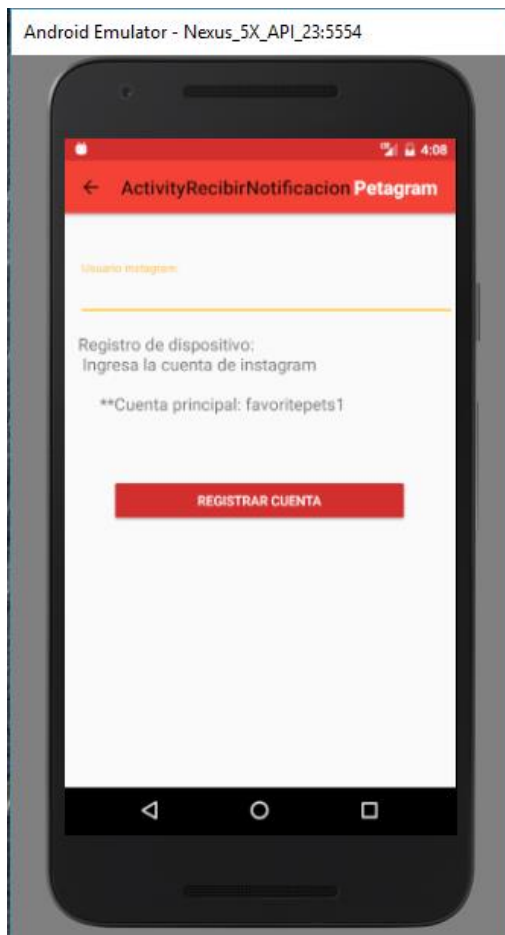 Android Emulator - Nexus_5X_API_23:5554
4:08
ActivityRecibirNotificacion Petagram
Usuario Instagram
Registro de dispositivo:
Ingresa la cuenta de instagram
**Cuenta principal: favoritepets1
REGISTRAR CUENTA